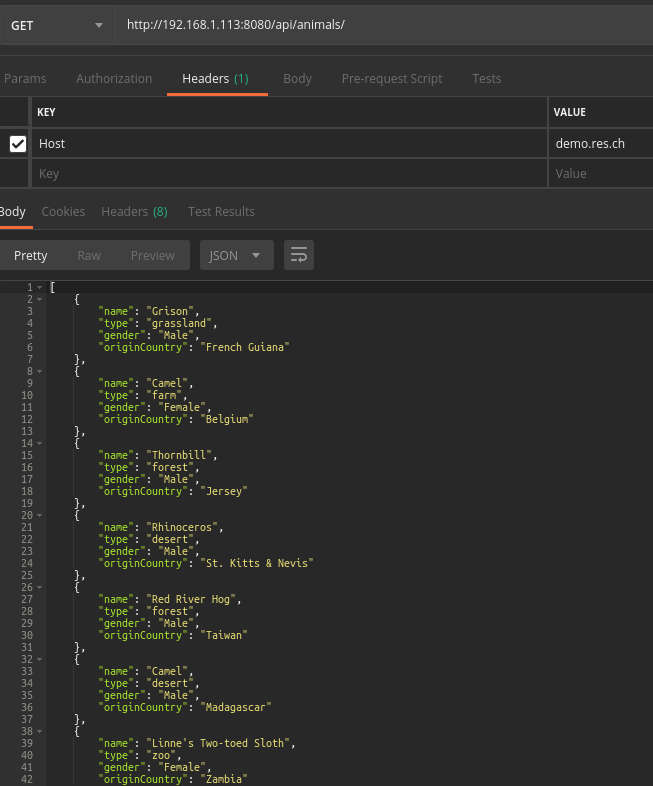 GET http://192.168.1.113:8080/api/animals/
Params Authorization Headers (1) Body Pre-request Script Tests
KEY VALUE
Host demo.res.ch
Key Value
Body Cookies Headers (8) Test Results
Pretty Raw Preview JSON
1 [
2 {
3 "name": "Grison",
4 "type": "grassland",
5 "gender": "Male",
6 "originCountry": "French Guiana"
7 },
8 {
9 "name": "Camel",
10 "type": "farm",
11 "gender": "Female",
12 "originCountry": "Belgium"
13 },
14 {
15 "name": "Thornbill",
16 "type": "forest",
17 "gender": "Male",
18 "originCountry": "Jersey"
19 },
20 {
21 "name": "Rhinoceros",
22 "type": "desert",
23 "gender": "Male",
24 "originCountry": "St. Kitts & Nevis"
25 },
26 {
27 "name": "Red River Hog",
28 "type": "forest",
29 "gender": "Male",
30 "originCountry": "Taiwan"
31 },
32 {
33 "name": "Camel",
34 "type": "desert",
35 "gender": "Male",
36 "originCountry": "Madagascar"
37 },
38 {
39 "name": "Linne's Two-toed Sloth",
40 "type": "zoo",
41 "gender": "Female",
42 "originCountry": "Zambia"